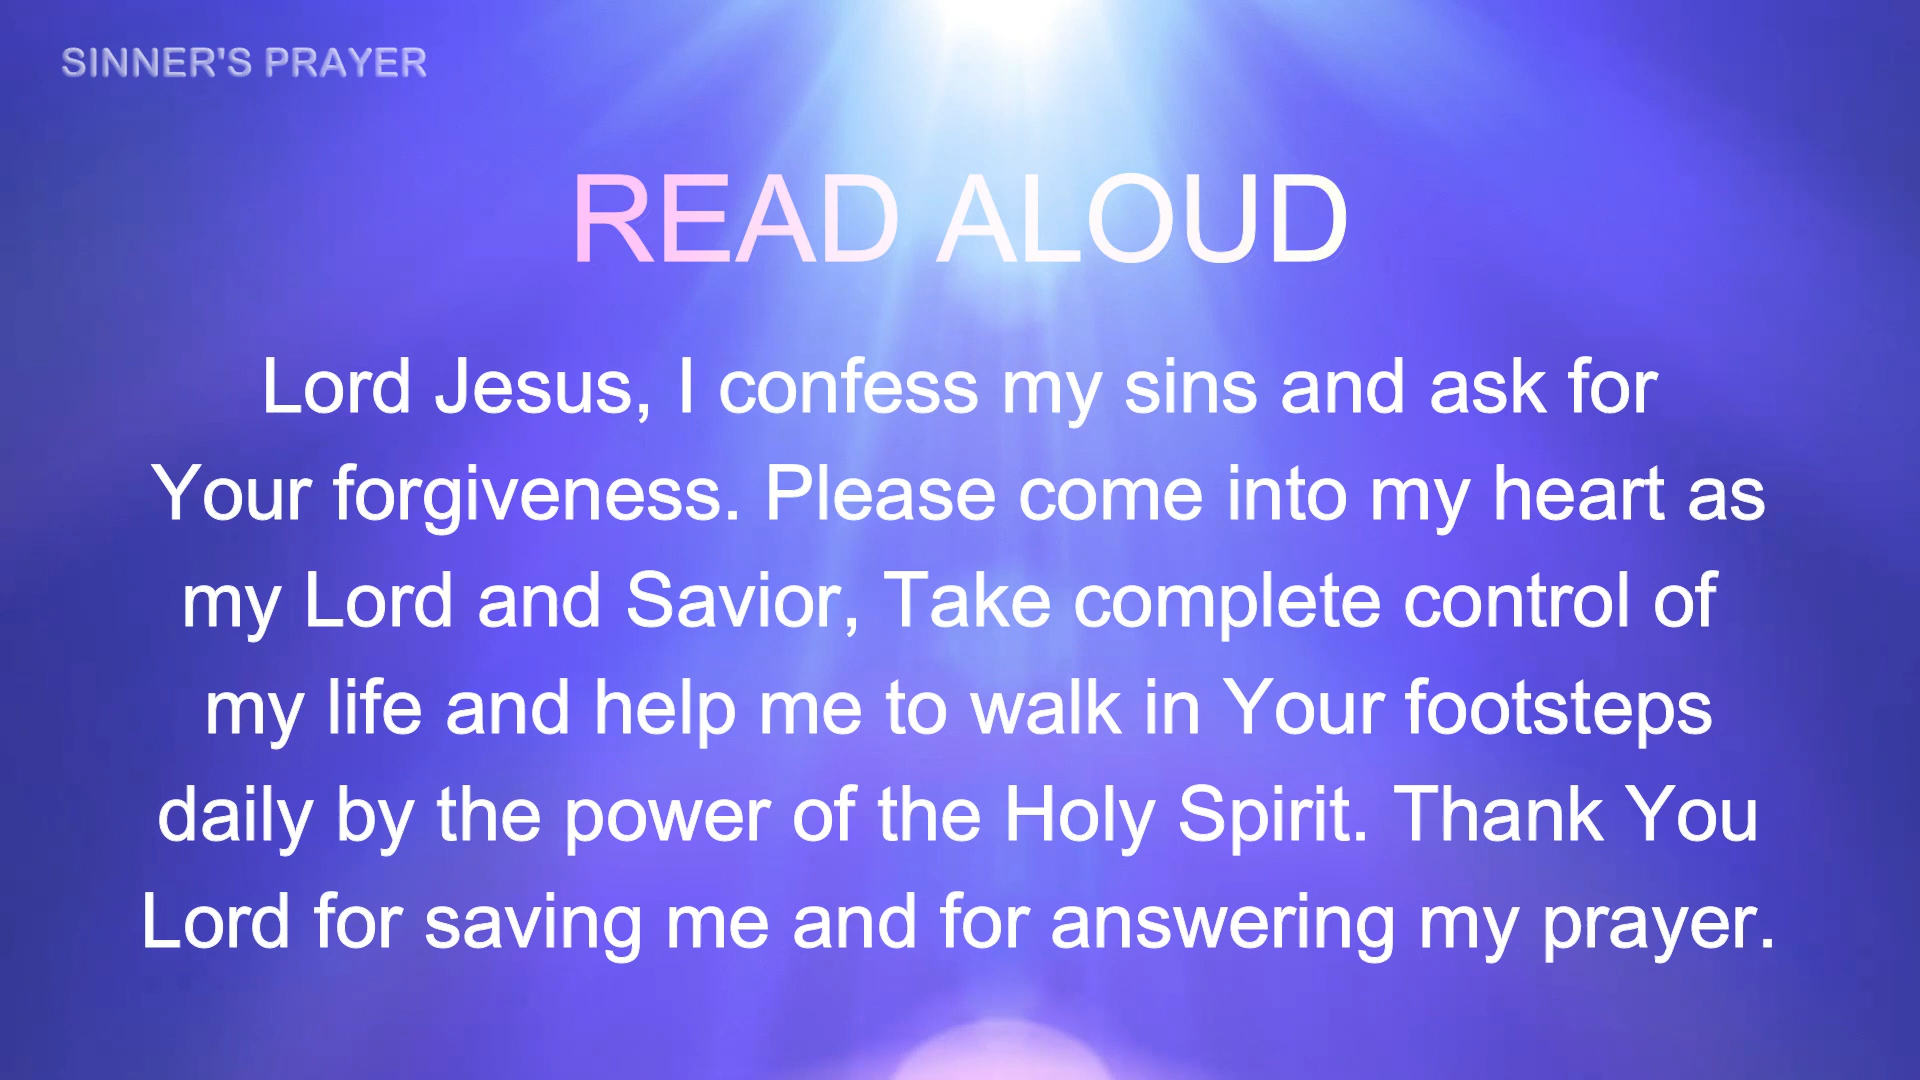 SINNER'S PRAYER
READ ALOUD
Lord Jesus, I confess my sins and ask for
Your forgiveness. Please come into my heart as
my Lord and Savior, Take complete control of
my life and help me to walk in Your footsteps
daily by the power of the Holy Spirit. Thank You
Lord for saving me and for answering my prayer.